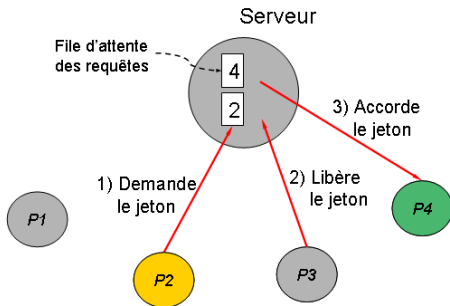 Serveur
File d'attente
des requêtes
4
2
3) Accorde
le jeton
1) Demande
le jeton
2) Libère
le jeton
P1
P2
P3
P4